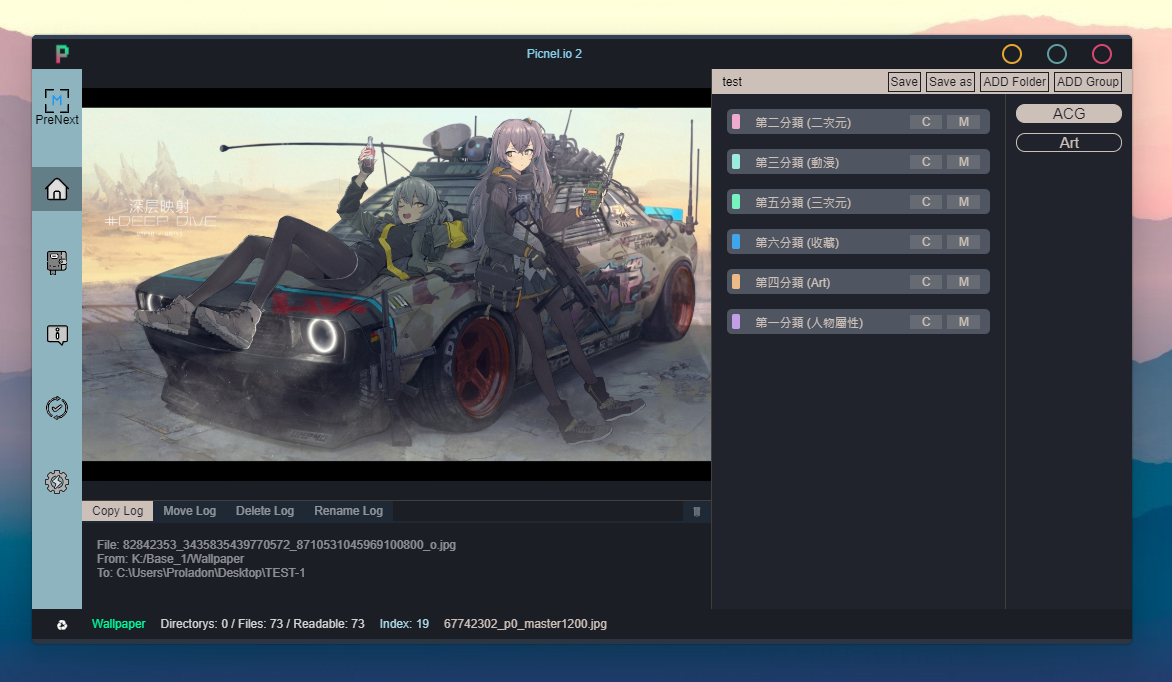 Picnel.io 2
M
PreNext
深层映射
#DEEP DIVE
test
Save
Save as
ADD Folder
ADD Group
第二分類 (二次元)
C
M
第三分類 (動漫)
C
M
第五分類 (三次元)
C
M
第六分類 (收藏)
C
M
第四分類 (Art)
C
M
第一分類 (人物屬性)
C
M
ACG
Art
Copy Log
Move Log
Delete Log
Rename Log
File: 82842353_3435835439770572_8710531045969100800_o.jpg
From: K:/Base_1/Wallpaper
To: C:\Users\Proladon\Desktop\TEST-1
Wallpaper
Directorys: 0 / Files: 73 / Readable: 73
Index: 19
67742302_p0_master1200.jpg